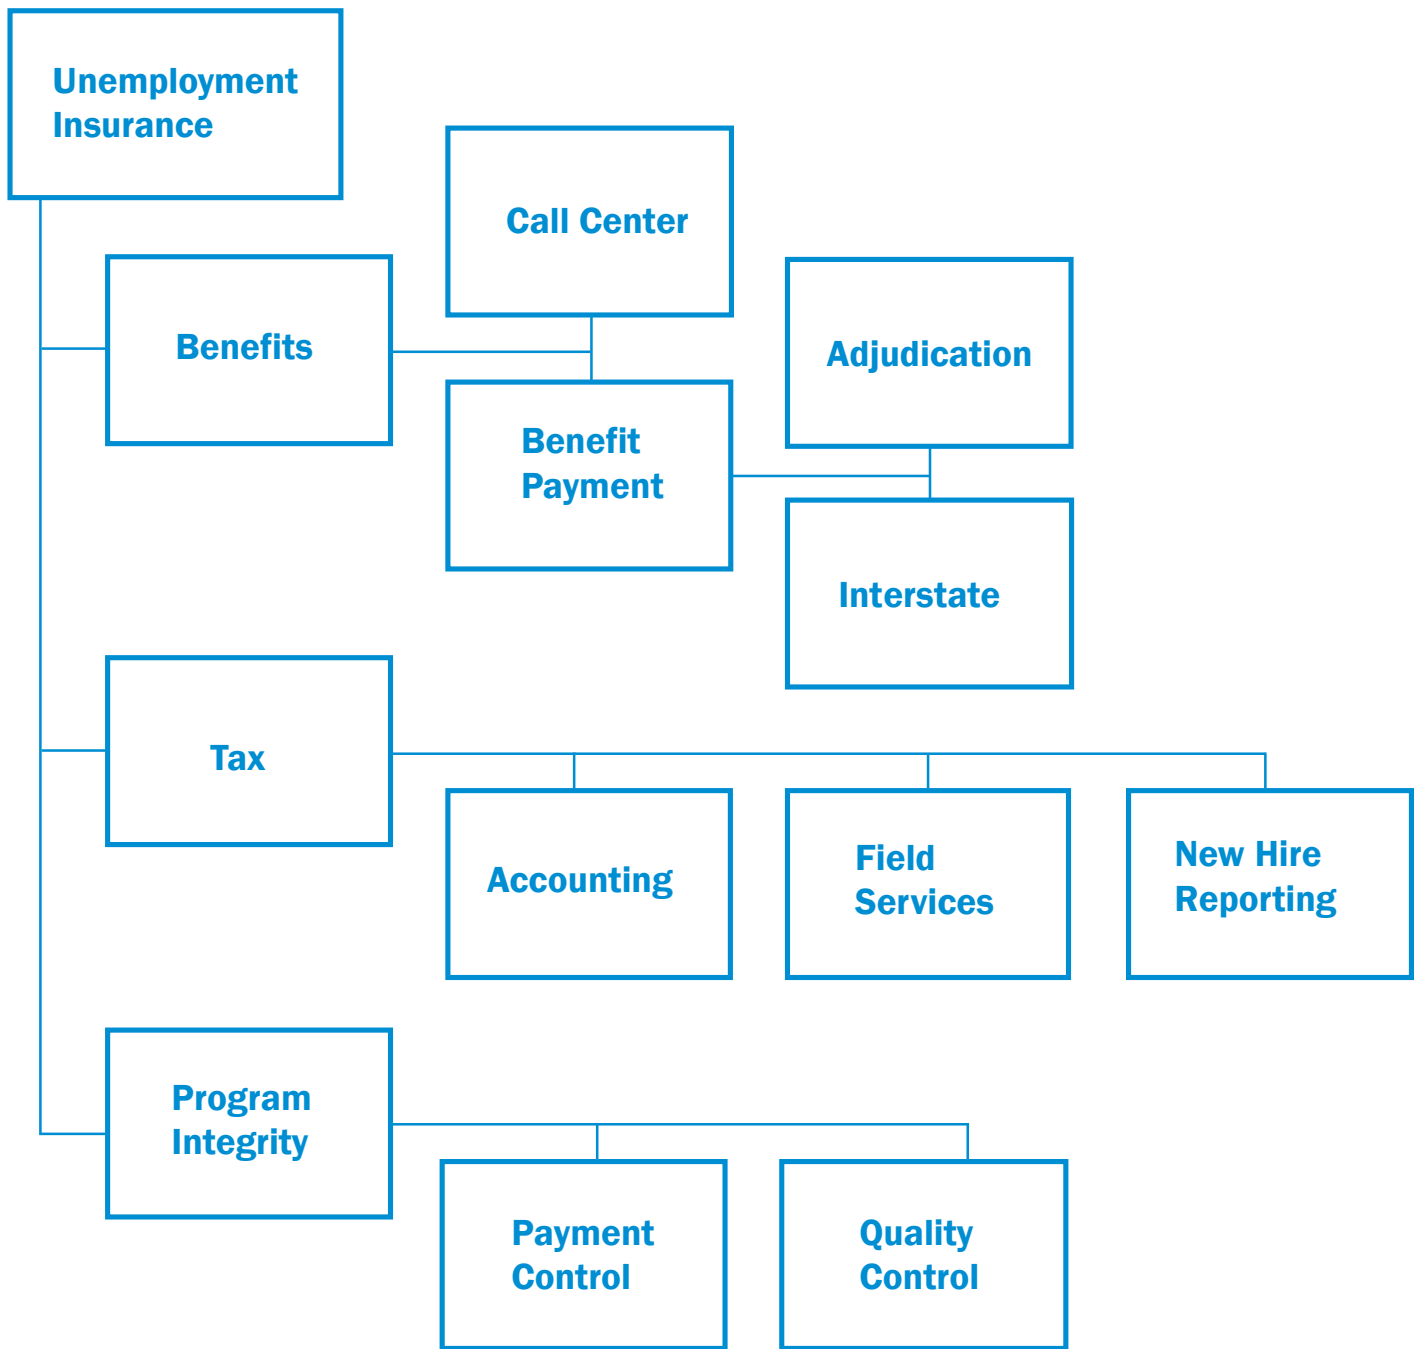 Unemployment
Insurance
Call Center
Benefits
Adjudication
Benefit
Payment
Interstate
Tax
Accounting
Field
Services
New Hire
Reporting
Program
Integrity
Payment
Control
Quality
Control